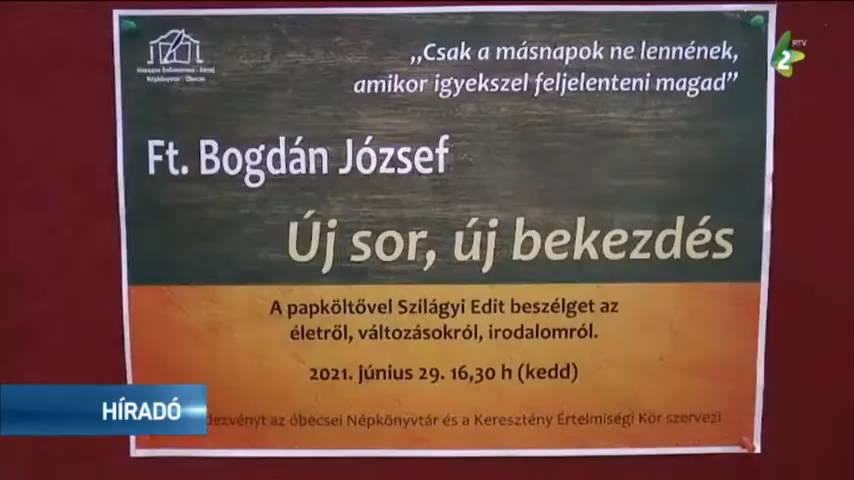 „Csak a másnapok ne lennének,
amikor igyekszel feljelenteni magad”
Népkönyvtár - Óbecse
RTV
2
Ft. Bogdán József
Új sor, új bekezdés
A papköltővel Szilágyi Edit beszélget az
életről, változásokról, irodalomról.
2021. június 29. 16,30 h (kedd)
dezvényt az óbecsei Népkönyvtár és a Keresztény Értelmiségi Kör szervezi
HÍRADÓ